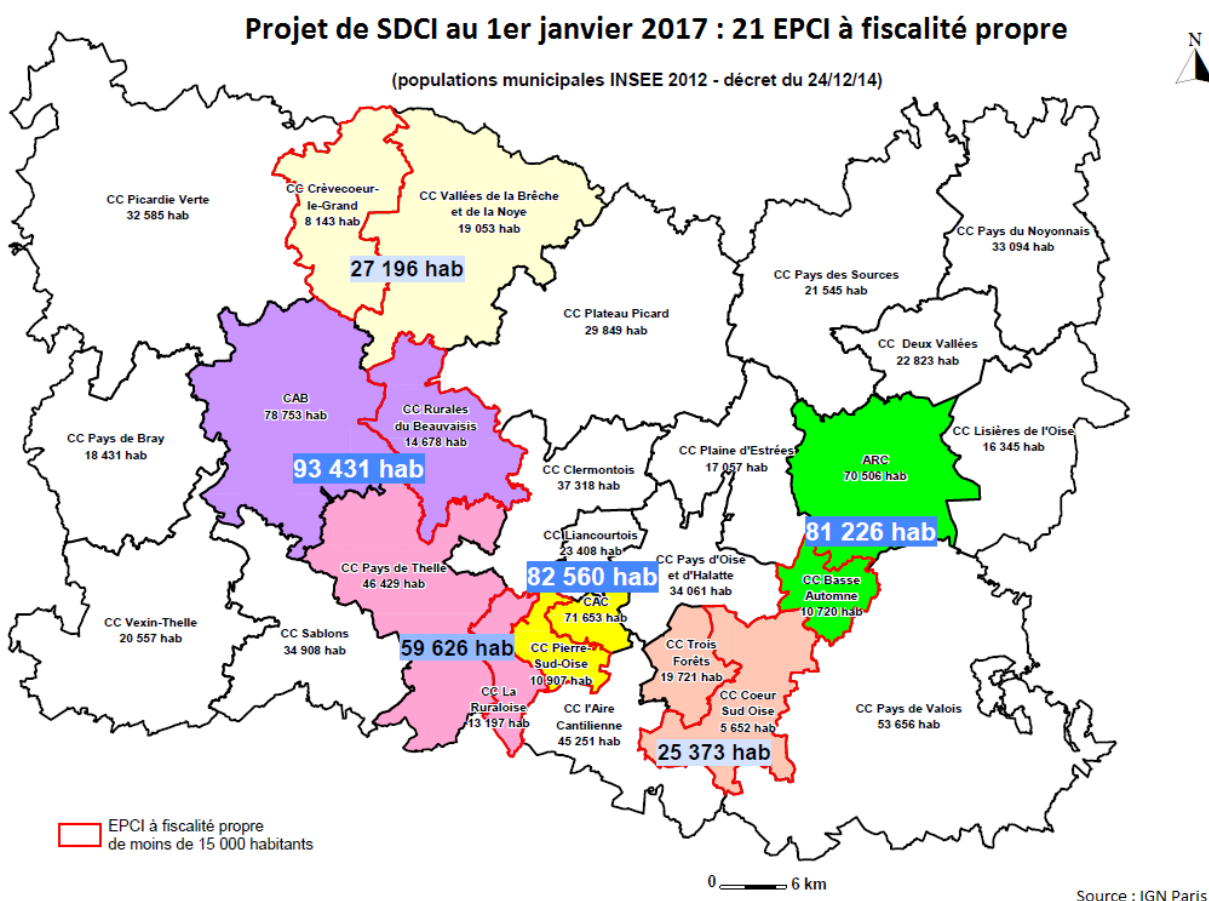 Projet de SDCI au 1er janvier 2017 : 21 EPCI à fiscalité propre
(populations municipales INSEE 2012 - décret du 24/12/14)
N
CC Picardie Verte
32 585 hab
CC Crèvecoeur-
le-Grand
8 143 hab
CC Vallées de la Brêche
et de la Noye
19 053 hab
27 196 hab
CC Pays du Noyonnais
33 094 hab
CC Pays des Sources
21 545 hab
CC Plateau Picard
29 849 hab
CC Deux Vallées
22 823 hab
CAB
78 753 hab
CC Rurales
du Beauvaisis
14 678 hab
93 431 hab
CC Pays de Bray
18 431 hab
CC Lisières de l'Oise
16 345 hab
CC Plaine d'Estrées
17 057 hab
ARC
70 506 hab
81 226 hab
CC Clermontois
37 318 hab
CC Liancourtois
23 408 hab
CC Pays d'Oise
et d'Halatte
34 061 hab
CC Pays de Thelle
46 429 hab
82 560 hab
CAC
71 653 hab
CC Basse
Automne
10 720 hab
CC Vexin-Thelle
20 557 hab
CC Sablons
34 908 hab
59 626 hab
CC Pierre-
Sud-Oise
10 907 hab
CC Trois
Forêts
19 721 hab
CC La
Ruraloise
13 197 hab
CC l'Aire
Cantilienne
45 251 hab
CC Coeur
Sud Oise
5 652 hab
25 373 hab
CC Pays de Valois
53 656 hab
EPCI à fiscalité propre
de moins de 15 000 habitants
0 6 km
Source : IGN Paris